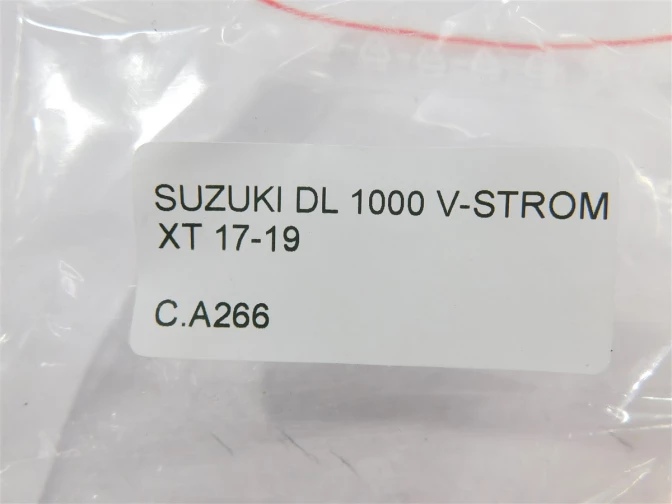 SUZUKI DL 1000 V-STROM
XT 17-19
C.A266